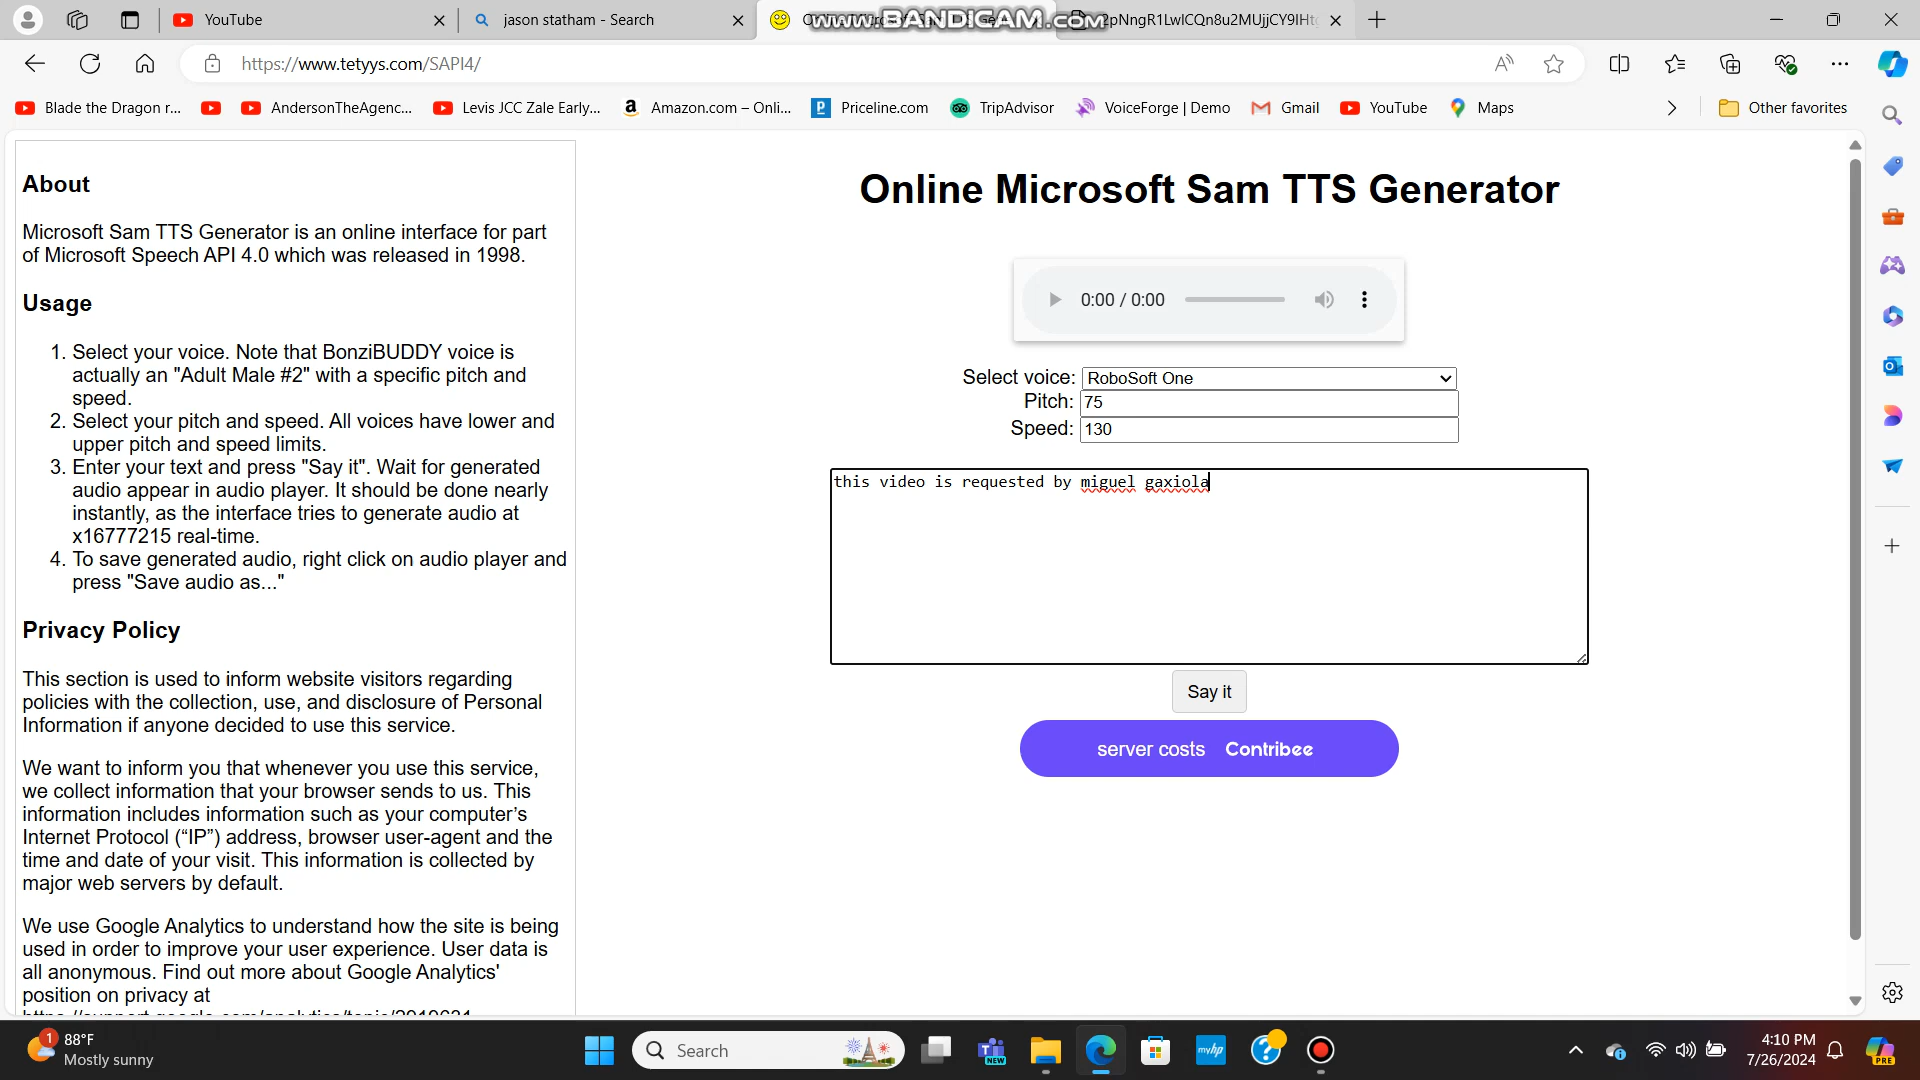 YouTube
jason statham - Search
www.BANDICAM.com
2pNngR1LwlCQn8u2MUjjCY9IHt
https://www.tetyys.com/SAPI4/
Blade the Dragon r...
AndersonTheAgenc...
Levis JCC Zale Early...
Amazon.com – Onli...
Priceline.com
TripAdvisor
VoiceForge | Demo
Gmail
YouTube
Maps
Other favorites
About
Microsoft Sam TTS Generator is an online interface for part
of Microsoft Speech API 4.0 which was released in 1998.
Usage
1. Select your voice. Note that BonziBUDDY voice is
actually an "Adult Male #2" with a specific pitch and
speed.
2. Select your pitch and speed. All voices have lower and
upper pitch and speed limits.
3. Enter your text and press "Say it". Wait for generated
audio appear in audio player. It should be done nearly
instantly, as the interface tries to generate audio at
x16777215 real-time.
4. To save generated audio, right click on audio player and
press "Save audio as..."
Privacy Policy
This section is used to inform website visitors regarding
policies with the collection, use, and disclosure of Personal
Information if anyone decided to use this service.
We want to inform you that whenever you use this service,
we collect information that your browser sends to us. This
information includes information such as your computer's
Internet Protocol (“IP”) address, browser user-agent and the
time and date of your visit. This information is collected by
major web servers by default.
We use Google Analytics to understand how the site is being
used in order to improve your user experience. User data is
all anonymous. Find out more about Google Analytics'
position on privacy at
Online Microsoft Sam TTS Generator
0:00 / 0:00
Select voice: RoboSoft One
Pitch: 75
Speed: 130
this video is requested by miguel gaxiola
Say it
server costs Contribee
1
88°F
Mostly sunny
Search
NEW
myhp
4:10 PM
7/26/2024
PRE